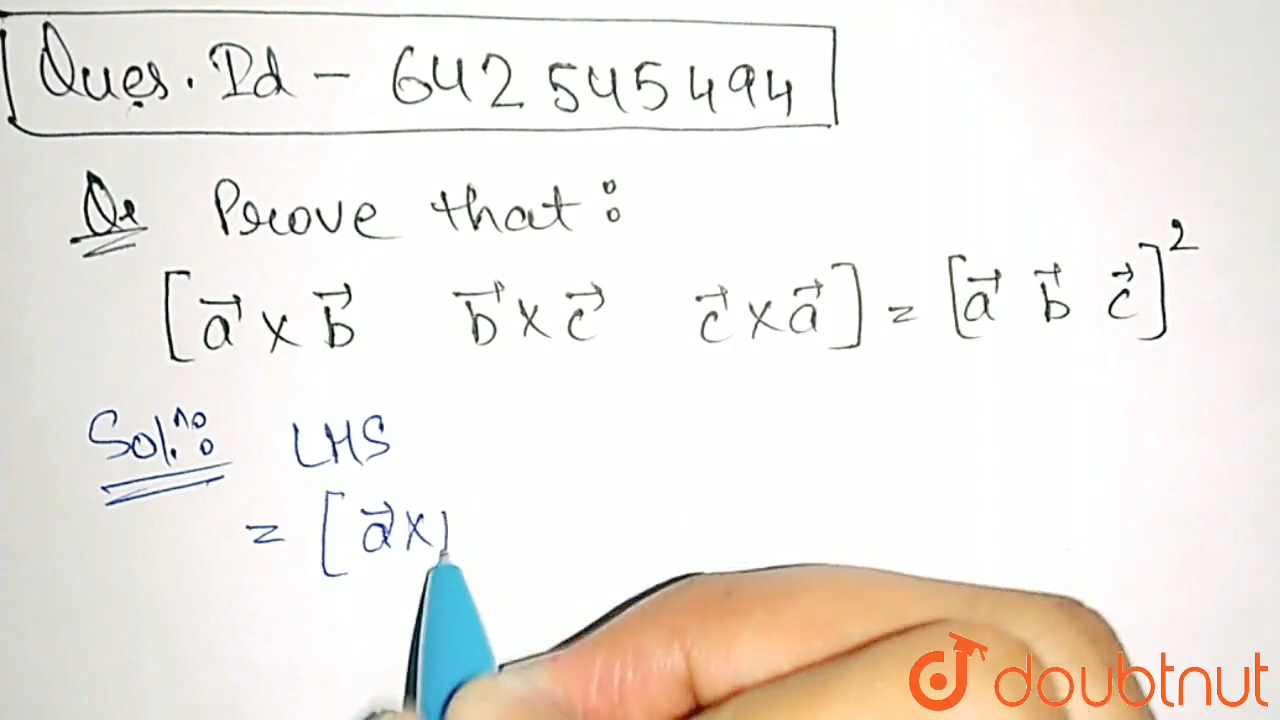 Ques. Id - 642545494
Q. Prove that:
[a⃗ × b⃗  b⃗ × c⃗  c⃗ × a⃗] = [a⃗ b⃗ c⃗]²
Sol.ⁿ: LHS
= [a⃗ ×
doubtnut